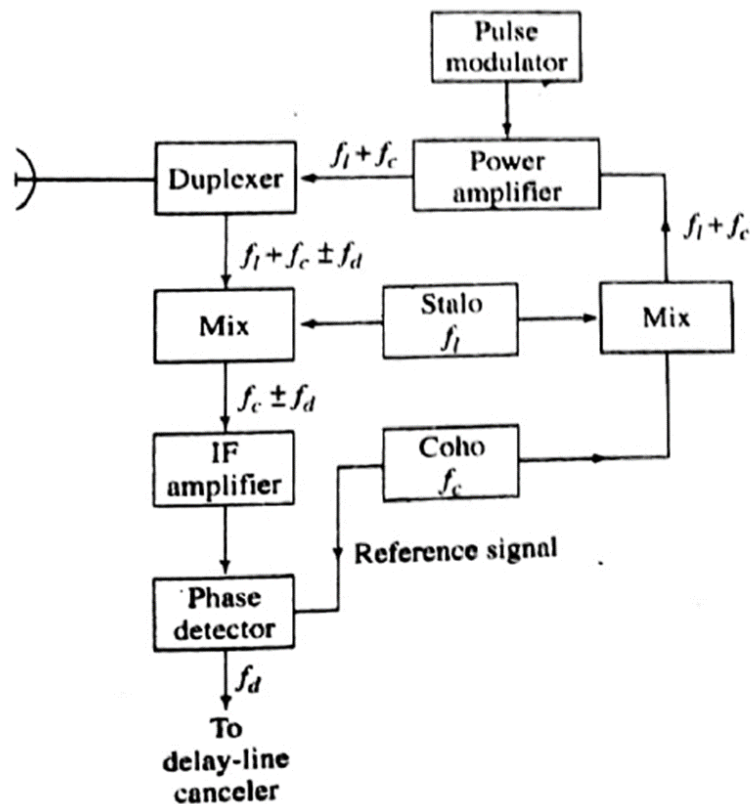 Pulse
modulator
Duplexer
f_l + f_c
Power
amplifier
f_l + f_c ± f_d
f_l + f_c
Mix
Stalo
f_l
Mix
f_c ± f_d
IF
amplifier
Coho
f_c
Reference signal
Phase
detector
f_d
To
delay-line
canceler